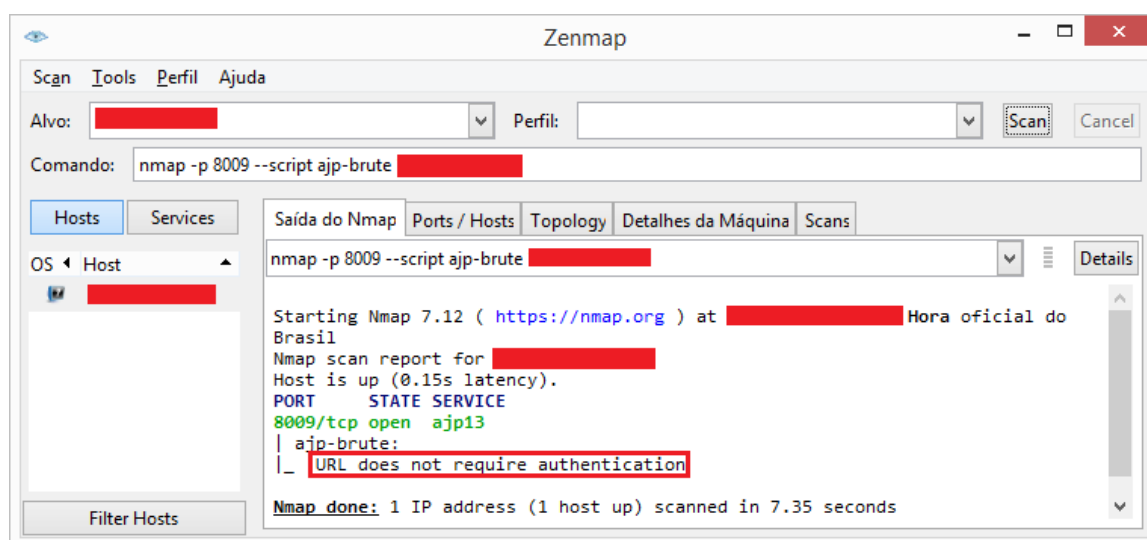 Zenmap
Scan Tools Perfil Ajuda
Alvo: Perfil: Scan Cancel
Comando: nmap -p 8009 --script ajp-brute
Hosts Services
Saída do Nmap Ports / Hosts Topology Detalhes da Máquina Scans
OS Host
nmap -p 8009 --script ajp-brute Details
Starting Nmap 7.12 ( https://nmap.org ) at Hora oficial do
Brasil
Nmap scan report for
Host is up (0.15s latency).
PORT STATE SERVICE
8009/tcp open ajp13
| ajp-brute:
|_ URL does not require authentication
Nmap done: 1 IP address (1 host up) scanned in 7.35 seconds
Filter Hosts